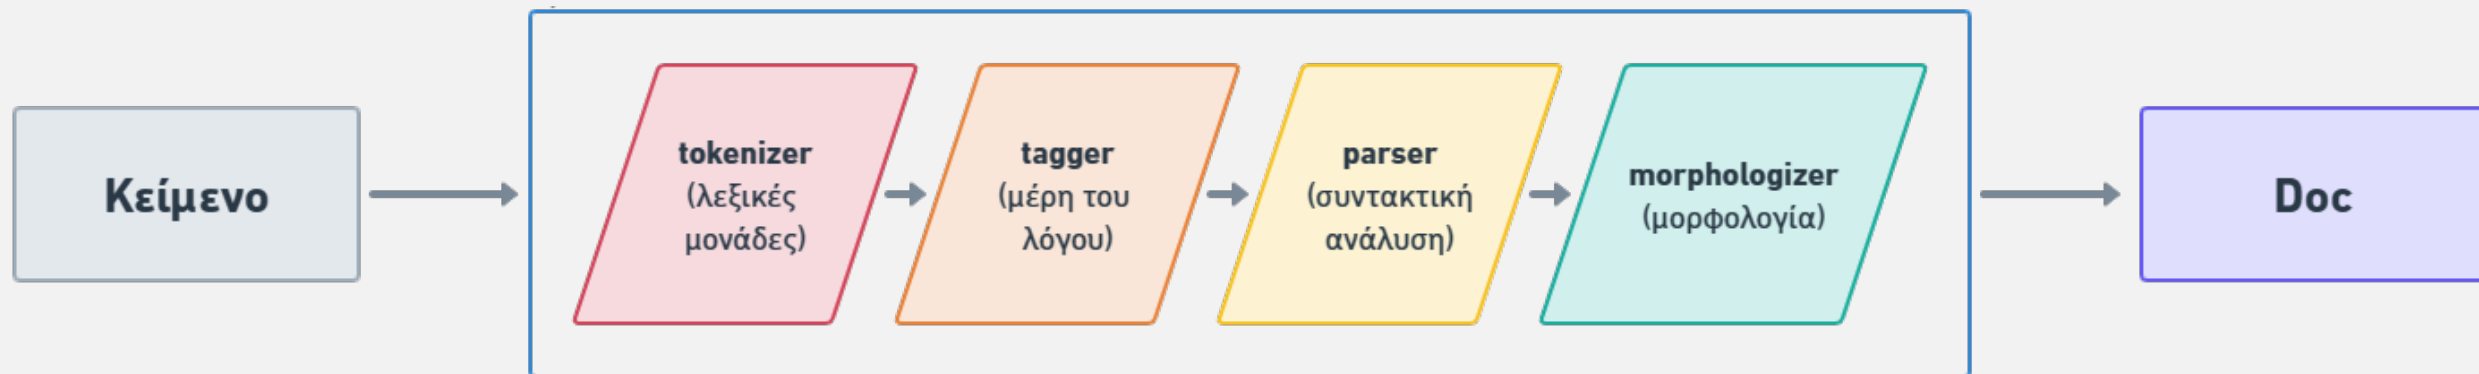 Κείμενο
tokenizer
(λεξικές
μονάδες)
tagger
(μέρη του
λόγου)
parser
(συντακτική
ανάλυση)
morphologizer
(μορφολογία)
Doc